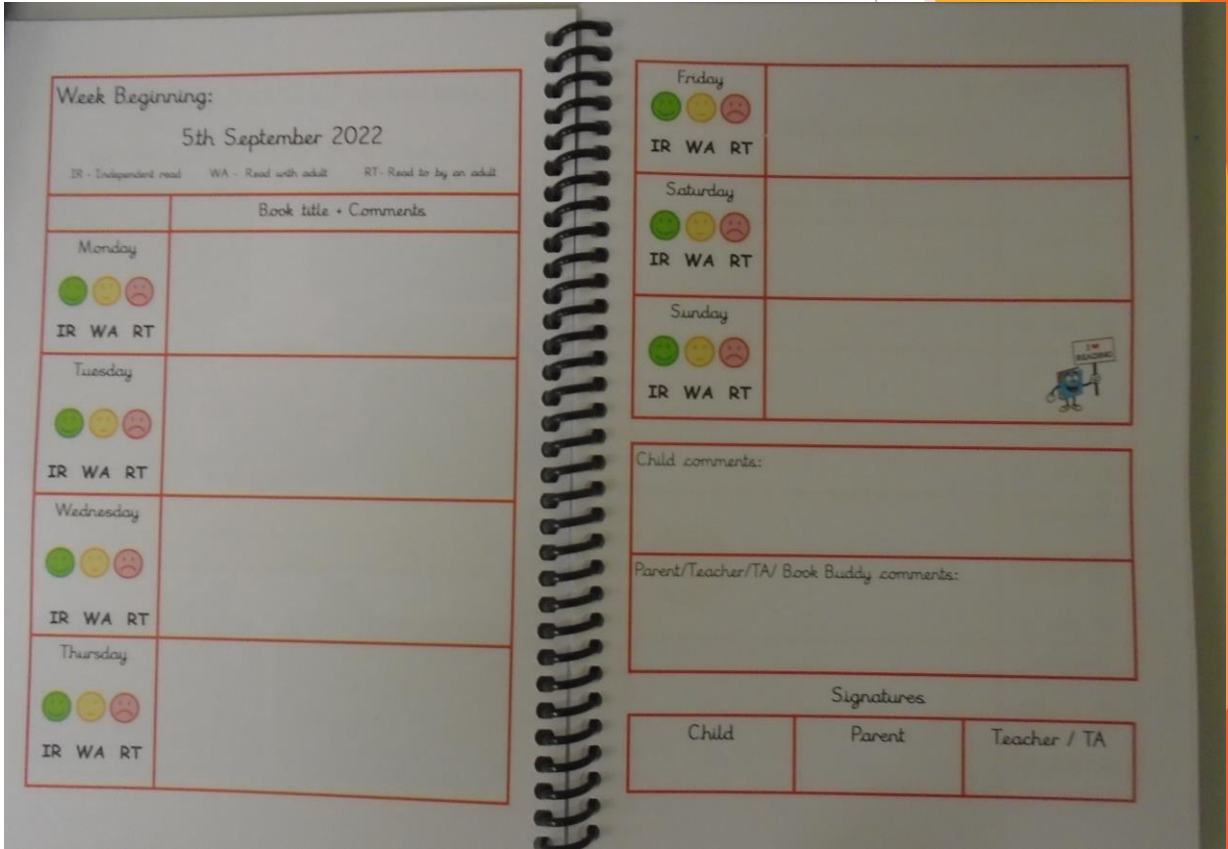 Week Beginning:
5th September 2022
IR - Independent read WA - Read with adult RT- Read to by an adult
Book title + Comments
Monday
IR WA RT
Tuesday
IR WA RT
Wednesday
IR WA RT
Thursday
IR WA RT
Friday
IR WA RT
Saturday
IR WA RT
Sunday
IR WA RT
I ❤
READING
Child comments:
Parent/Teacher/TA/ Book Buddy comments:
Signatures
Child Parent Teacher / TA